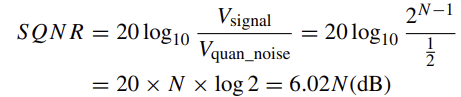 SQNR = 20 log₁₀ V_signal / V_quan_noise = 20 log₁₀ 2^{N−1} / (1/2)
= 20 × N × log 2 = 6.02N(dB)